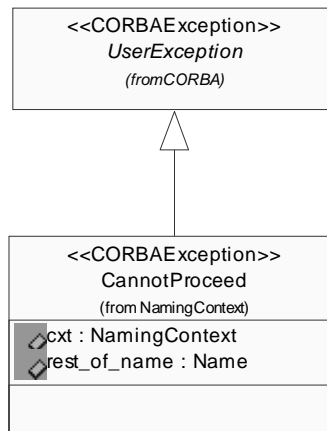 <<CORBAException>>
UserException
(fromCORBA)
<<CORBAException>>
CannotProceed
(from NamingContext)
cxt : NamingContext
rest_of_name : Name